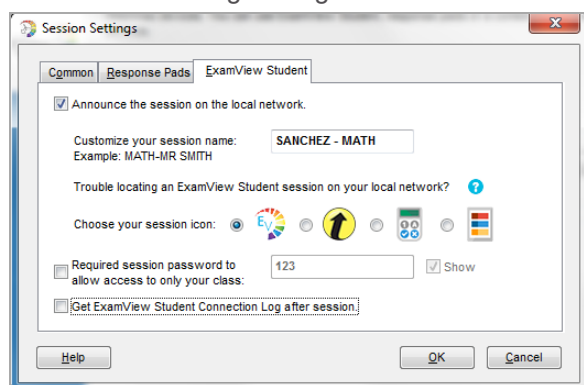 Session Settings
Common Response Pads ExamView Student
Announce the session on the local network.
Customize your session name: SANCHEZ - MATH
Example: MATH-MR SMITH
Trouble locating an ExamView Student session on your local network? ?
Choose your session icon: EV
Required session password to 123 Show
allow access to only your class:
Get ExamView Student Connection Log after session.
Help OK Cancel